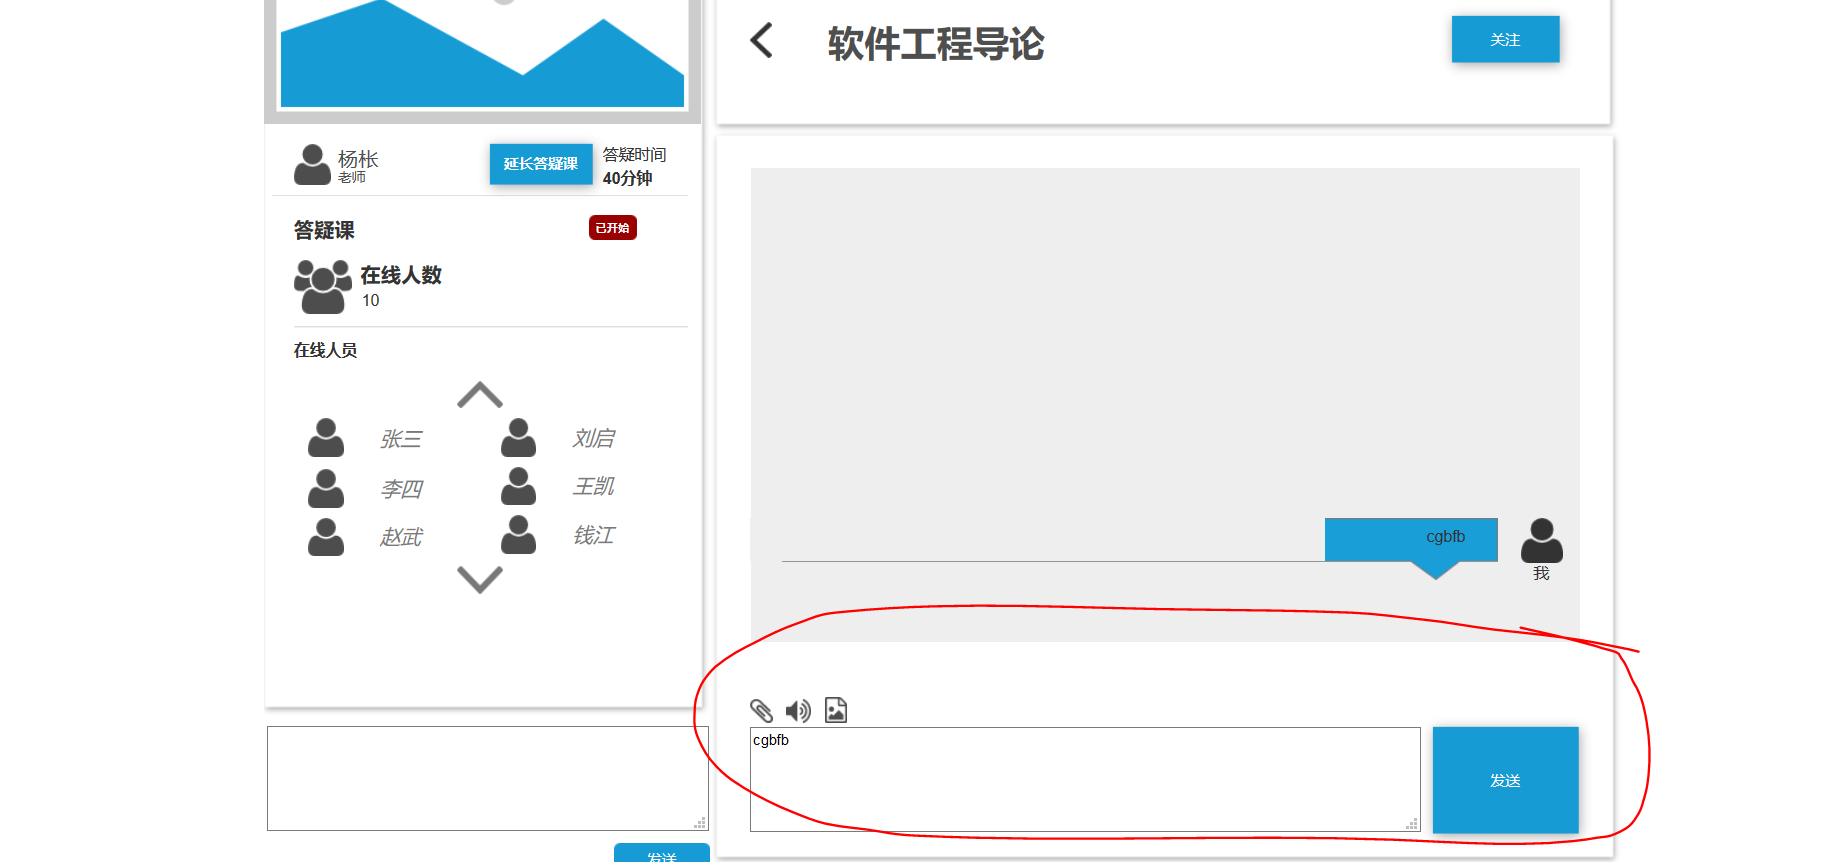 软件工程导论
关注
杨枨
老师
延长答疑课
答疑时间
40分钟
答疑课
已开始
在线人数
10
在线人员
张三
刘启
李四
王凯
赵武
钱江
发送
cgbfb
我
cgbfb
发送